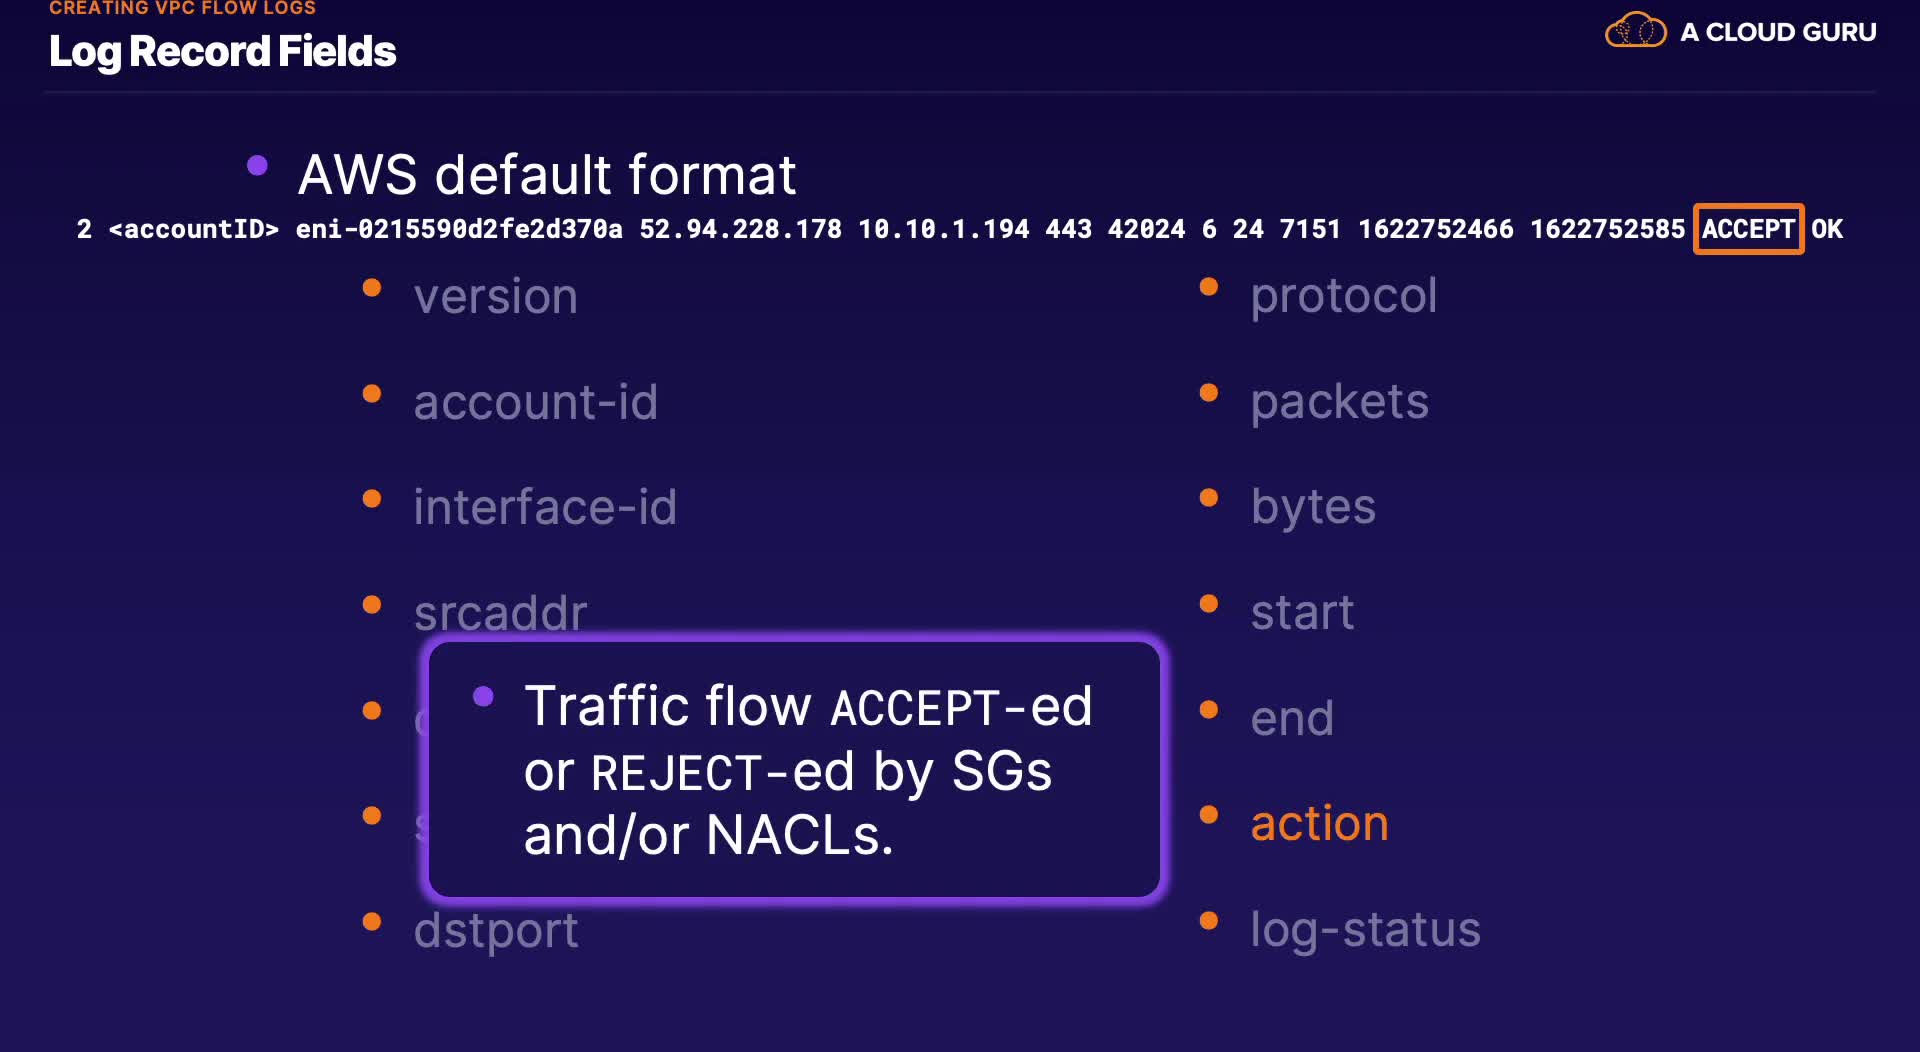 CREATING VPC FLOW LOGS
Log Record Fields
A CLOUD GURU
AWS default format
2 <accountID> eni-0215590d2fe2d370a 52.94.228.178 10.10.1.194 443 42024 6 24 7151 1622752466 1622752585 ACCEPT OK
version
account-id
interface-id
srcaddr
dstport
protocol
packets
bytes
start
end
action
log-status
Traffic flow ACCEPT-ed
or REJECT-ed by SGs
and/or NACLs.